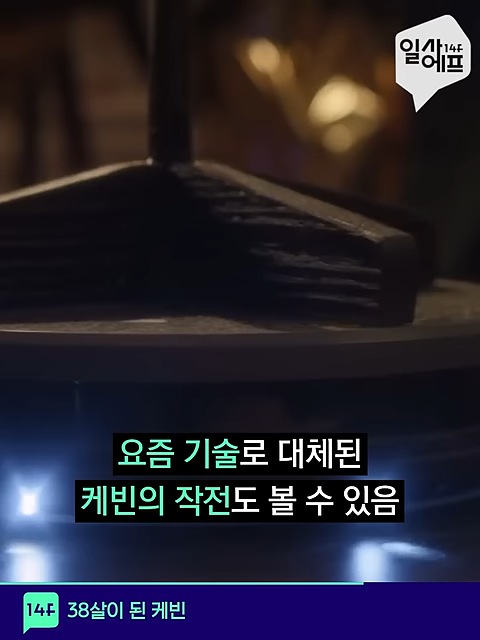 일사 14F
에프
요즘 기술로 대체된
케빈의 작전도 볼 수 있음
14F 38살이 된 케빈